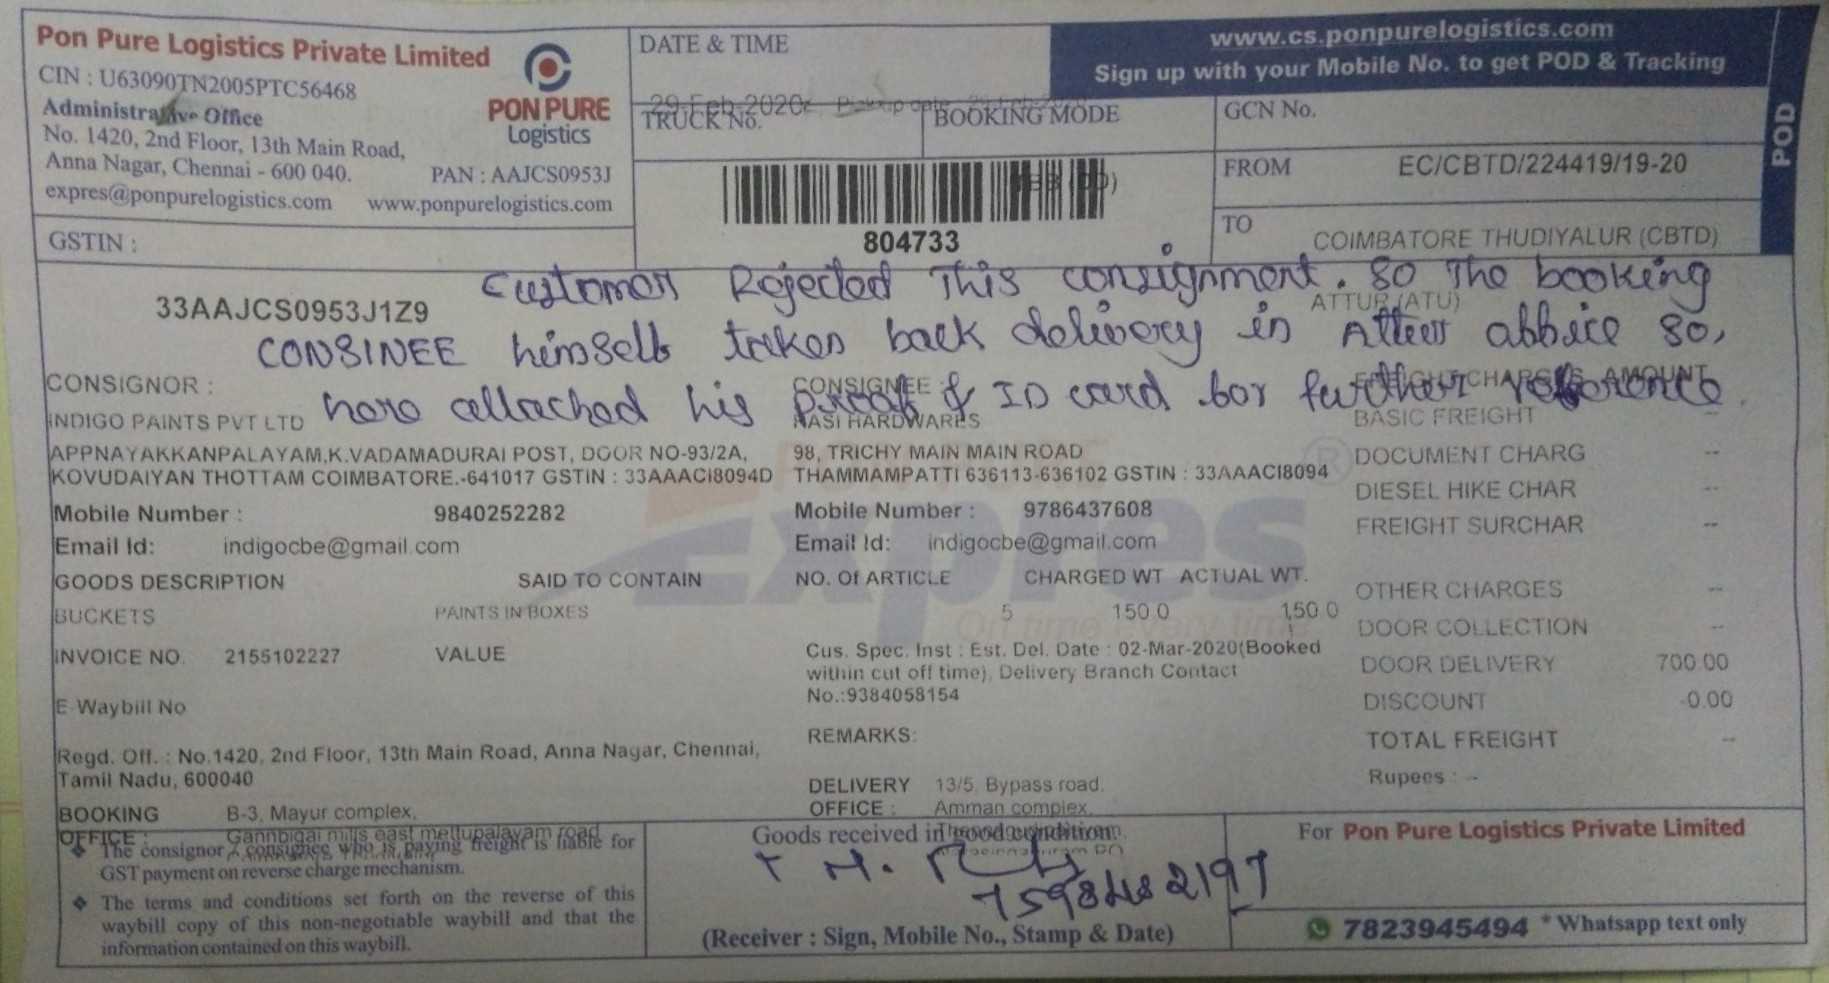 Pon Pure Logistics Private Limited
CIN : U63090TN2005PTC56468
Administrative Office
No. 1420, 2nd Floor, 13th Main Road,
Anna Nagar, Chennai - 600 040.
PAN : AAJCS0953J
expres@ponpurelogistics.com www.ponpurelogistics.com
PON PURE
Logistics
GSTIN :
33AAJCS0953J1Z9
DATE & TIME
29-Feb-2020
TRUCK No.
BOOKING MODE
804733
www.cs.ponpurelogistics.com
Sign up with your Mobile No. to get POD & Tracking
POD
GCN No.
FROM EC/CBTD/224419/19-20
TO COIMBATORE THUDIYALUR (CBTD)
ATTUR (ATU)
Customer Rejected This consignment. So The booking
CONSINEE himself taken back delivery in Atteur abbice so,
here attached his proof & ID card for further reference
CONSIGNOR :
INDIGO PAINTS PVT LTD
APPNAYAKKANPALAYAM,K.VADAMADURAI POST, DOOR NO-93/2A,
KOVUDAIYAN THOTTAM COIMBATORE.-641017 GSTIN : 33AAACI8094D
Mobile Number : 9840252282
Email Id: indigocbe@gmail.com
CONSIGNEE :
HARDWARES
98, TRICHY MAIN MAIN ROAD
THAMMAMPATTI 636113-636102 GSTIN : 33AAACI8094
Mobile Number : 9786437608
Email Id: indigocbe@gmail.com
FREIGHT CHARGES AMOUNT
BASIC FREIGHT --
DOCUMENT CHARG --
DIESEL HIKE CHAR --
FREIGHT SURCHAR --
OTHER CHARGES --
DOOR COLLECTION --
DOOR DELIVERY 700.00
DISCOUNT -0.00
TOTAL FREIGHT --
Rupees : --
Expres
On time every time
GOODS DESCRIPTION SAID TO CONTAIN NO. Of ARTICLE CHARGED WT ACTUAL WT.
BUCKETS PAINTS IN BOXES 5 150.0 150.0
INVOICE NO. 2155102227 VALUE
E-Waybill No
Cus. Spec. Inst : Est. Del. Date : 02-Mar-2020(Booked
within cut off time), Delivery Branch Contact
No.:9384058154
REMARKS:
Regd. Off. : No.1420, 2nd Floor, 13th Main Road, Anna Nagar, Chennai,
Tamil Nadu, 600040
BOOKING B-3, Mayur complex,
OFFICE : Gannbigai mills east mettupalayam road
DELIVERY 13/5, Bypass road,
OFFICE : Amman complex,
❖ The consignor / consignee who is paying freight is liable for
GST payment on reverse charge mechanism.
❖ The terms and conditions set forth on the reverse of this
waybill copy of this non-negotiable waybill and that the
information contained on this waybill.
Goods received in good condition
7598482197
(Receiver : Sign, Mobile No., Stamp & Date)
For Pon Pure Logistics Private Limited
7823945494 * Whatsapp text only